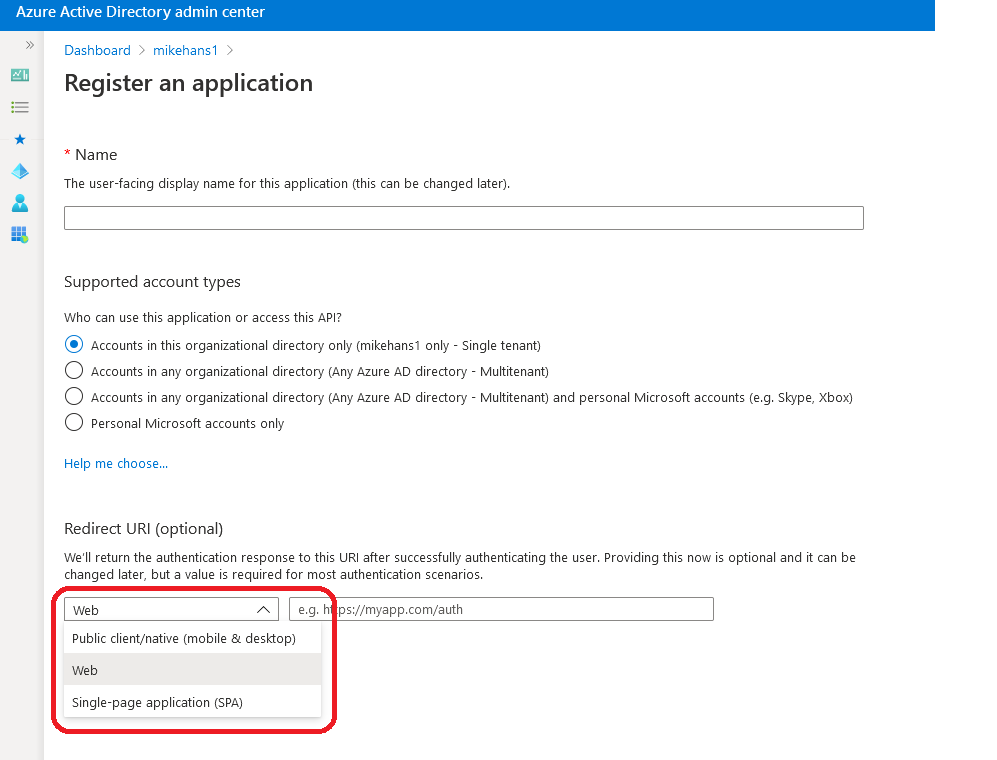 Azure Active Directory admin center
Dashboard > mikehans1 >
Register an application
* Name
The user-facing display name for this application (this can be changed later).
Supported account types
Who can use this application or access this API?
Accounts in this organizational directory only (mikehans1 only - Single tenant)
Accounts in any organizational directory (Any Azure AD directory - Multitenant)
Accounts in any organizational directory (Any Azure AD directory - Multitenant) and personal Microsoft accounts (e.g. Skype, Xbox)
Personal Microsoft accounts only
Help me choose...
Redirect URI (optional)
We'll return the authentication response to this URI after successfully authenticating the user. Providing this now is optional and it can be
changed later, but a value is required for most authentication scenarios.
Web e.g. https://myapp.com/auth
Public client/native (mobile & desktop)
Web
Single-page application (SPA)